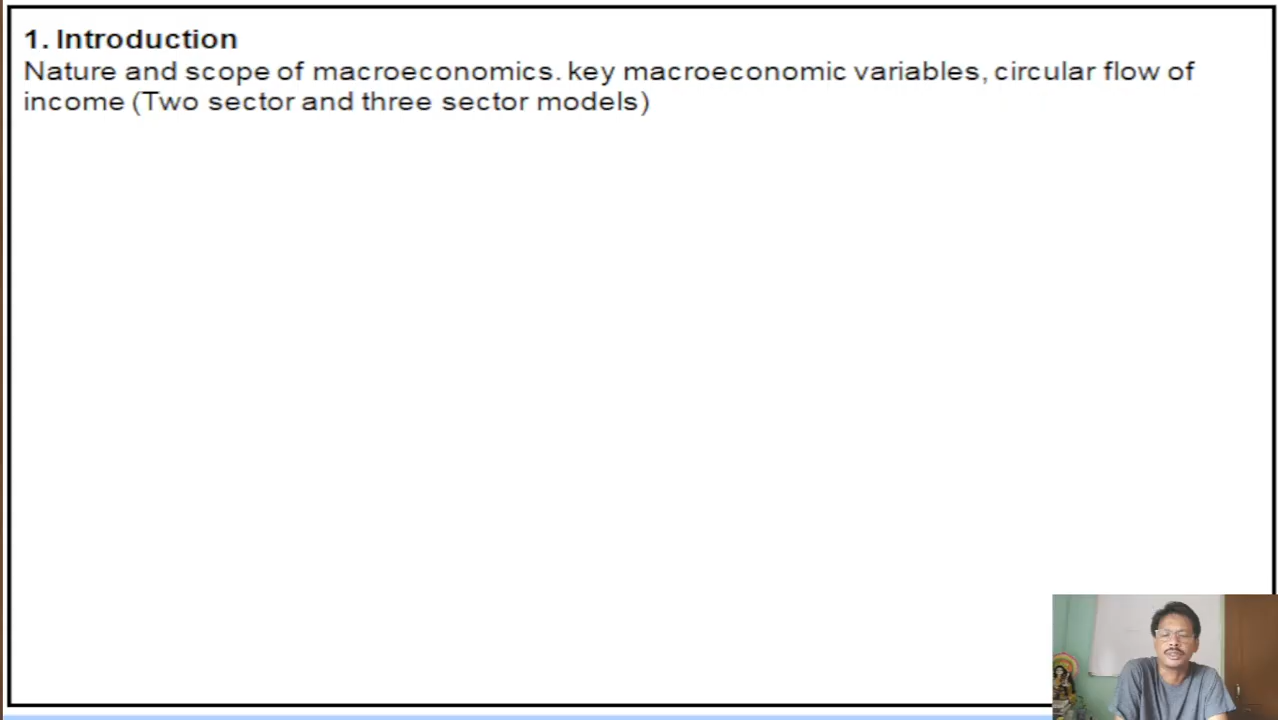 1. Introduction
Nature and scope of macroeconomics. key macroeconomic variables, circular flow of
income (Two sector and three sector models)